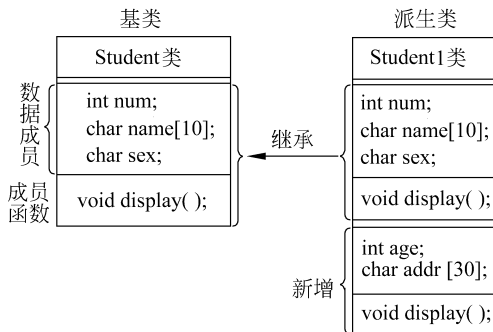 基类
派生类
Student类
Student1类
数据成员
int num;
char name[10];
char sex;
成员
函数
void display( );
继承
int num;
char name[10];
char sex;
void display( );
新增
int age;
char addr [30];
void display( );